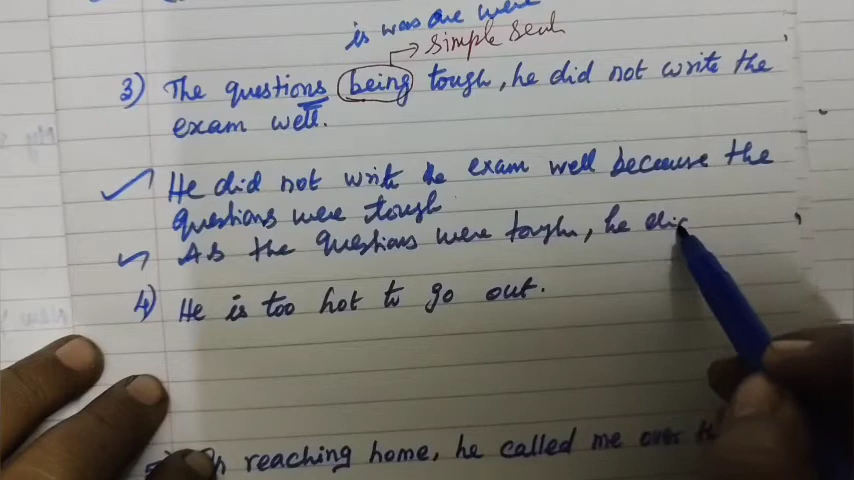 is was are were
→ simple sent
3) The questions being tough, he did not write the
exam well.
He did not write the exam well because the
questions were tough
As the questions were tough, he did
4) He is too hot to go out.
reaching home, he called me over